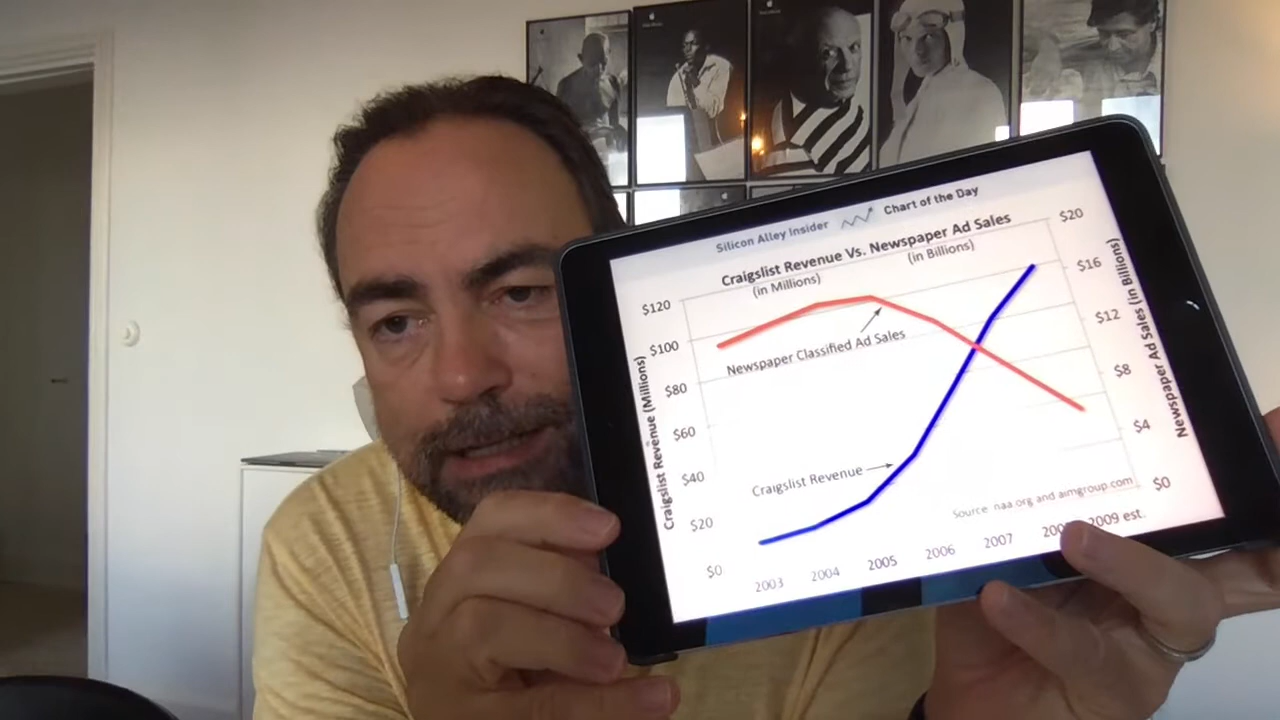 Silicon Alley Insider Chart of the Day
Craigslist Revenue Vs. Newspaper Ad Sales
(in Millions) (in Billions)
$120
$100
$80
$60
$40
$20
$0
Craigslist Revenue (Millions)
Newspaper Classified Ad Sales
Craigslist Revenue
$20
$16
$12
$8
$4
$0
Newspaper Ad Sales (in Billions)
Source: naa.org and aimgroup.com
2003 2004 2005 2006 2007 2009 est.